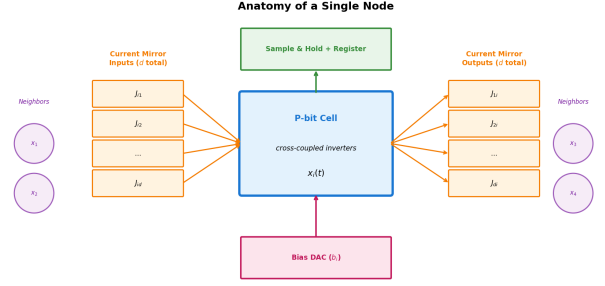 Anatomy of a Single Node
Sample & Hold + Register
Current Mirror
Inputs (d total)
Current Mirror
Outputs (d total)
Neighbors
Neighbors
J_{i1}
J_{i2}
...
J_{id}
P-bit Cell
cross-coupled inverters
x_i(t)
J_{1i}
J_{2i}
...
J_{di}
x_1
x_2
x_3
x_4
Bias DAC (b_i)